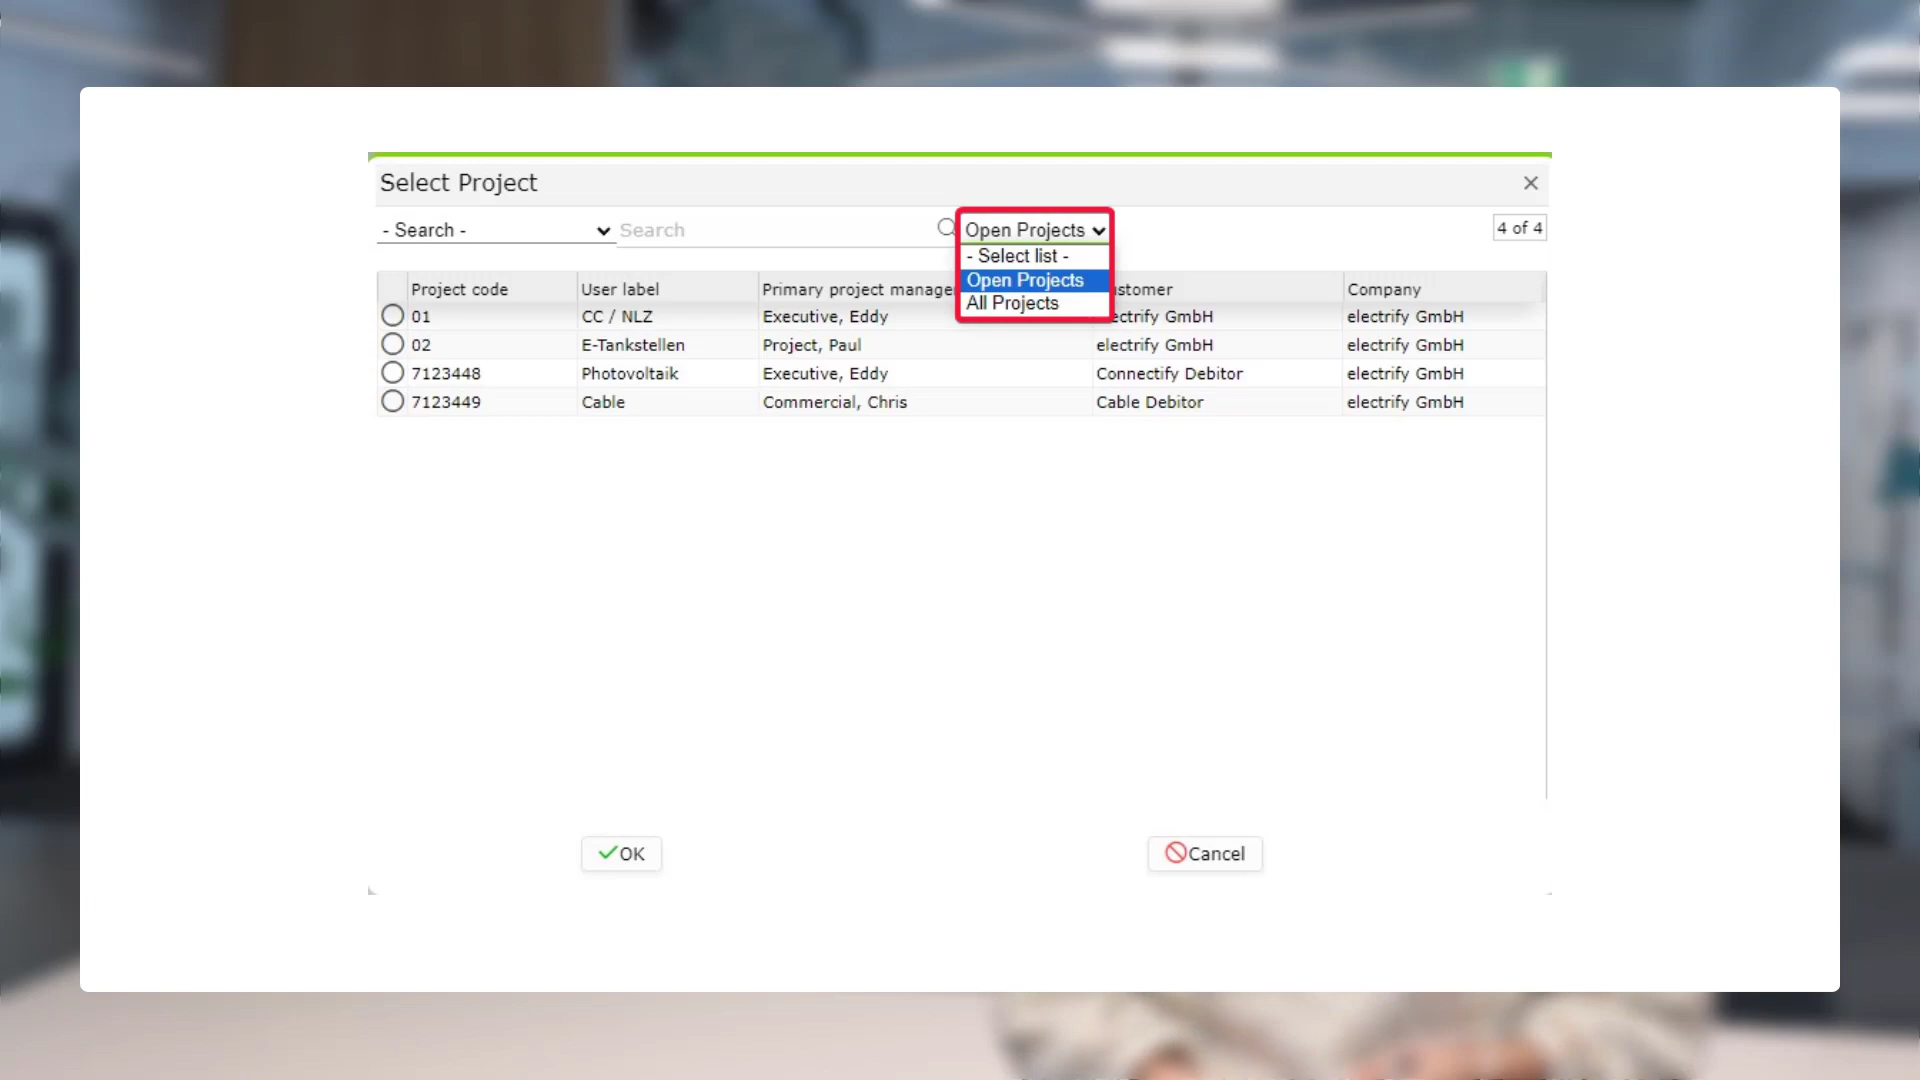 Select Project
- Search - Search Open Projects 4 of 4
- Select list -
Open Projects
All Projects
Project code User label Primary project manage stomer Company
01 CC / NLZ Executive, Eddy ectrify GmbH electrify GmbH
02 E-Tankstellen Project, Paul electrify GmbH electrify GmbH
7123448 Photovoltaik Executive, Eddy Connectify Debitor electrify GmbH
7123449 Cable Commercial, Chris Cable Debitor electrify GmbH
OK Cancel